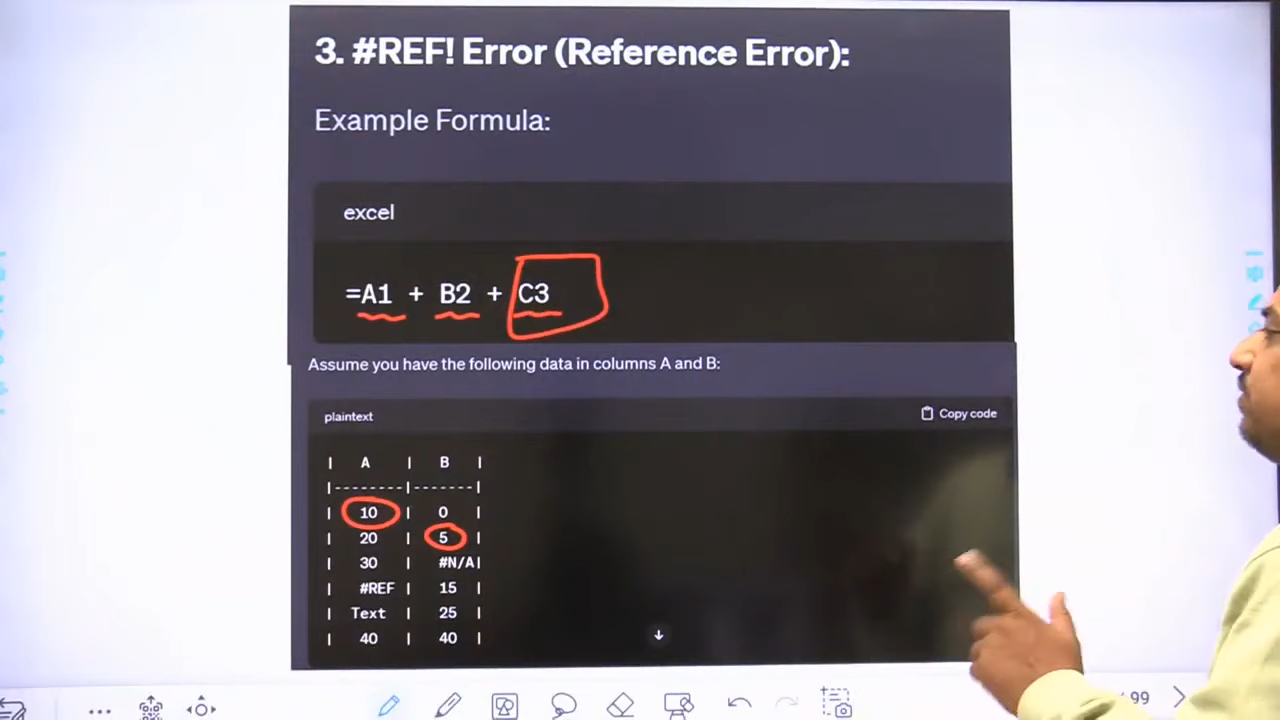 3. #REF! Error (Reference Error):
Example Formula:
excel
=A1 + B2 + C3
Assume you have the following data in columns A and B:
plaintext
Copy code
| A | B |
|--------|-------|
| 10 | 0 |
| 20 | 5 |
| 30 | #N/A|
| #REF | 15 |
| Text | 25 |
| 40 | 40 |
99